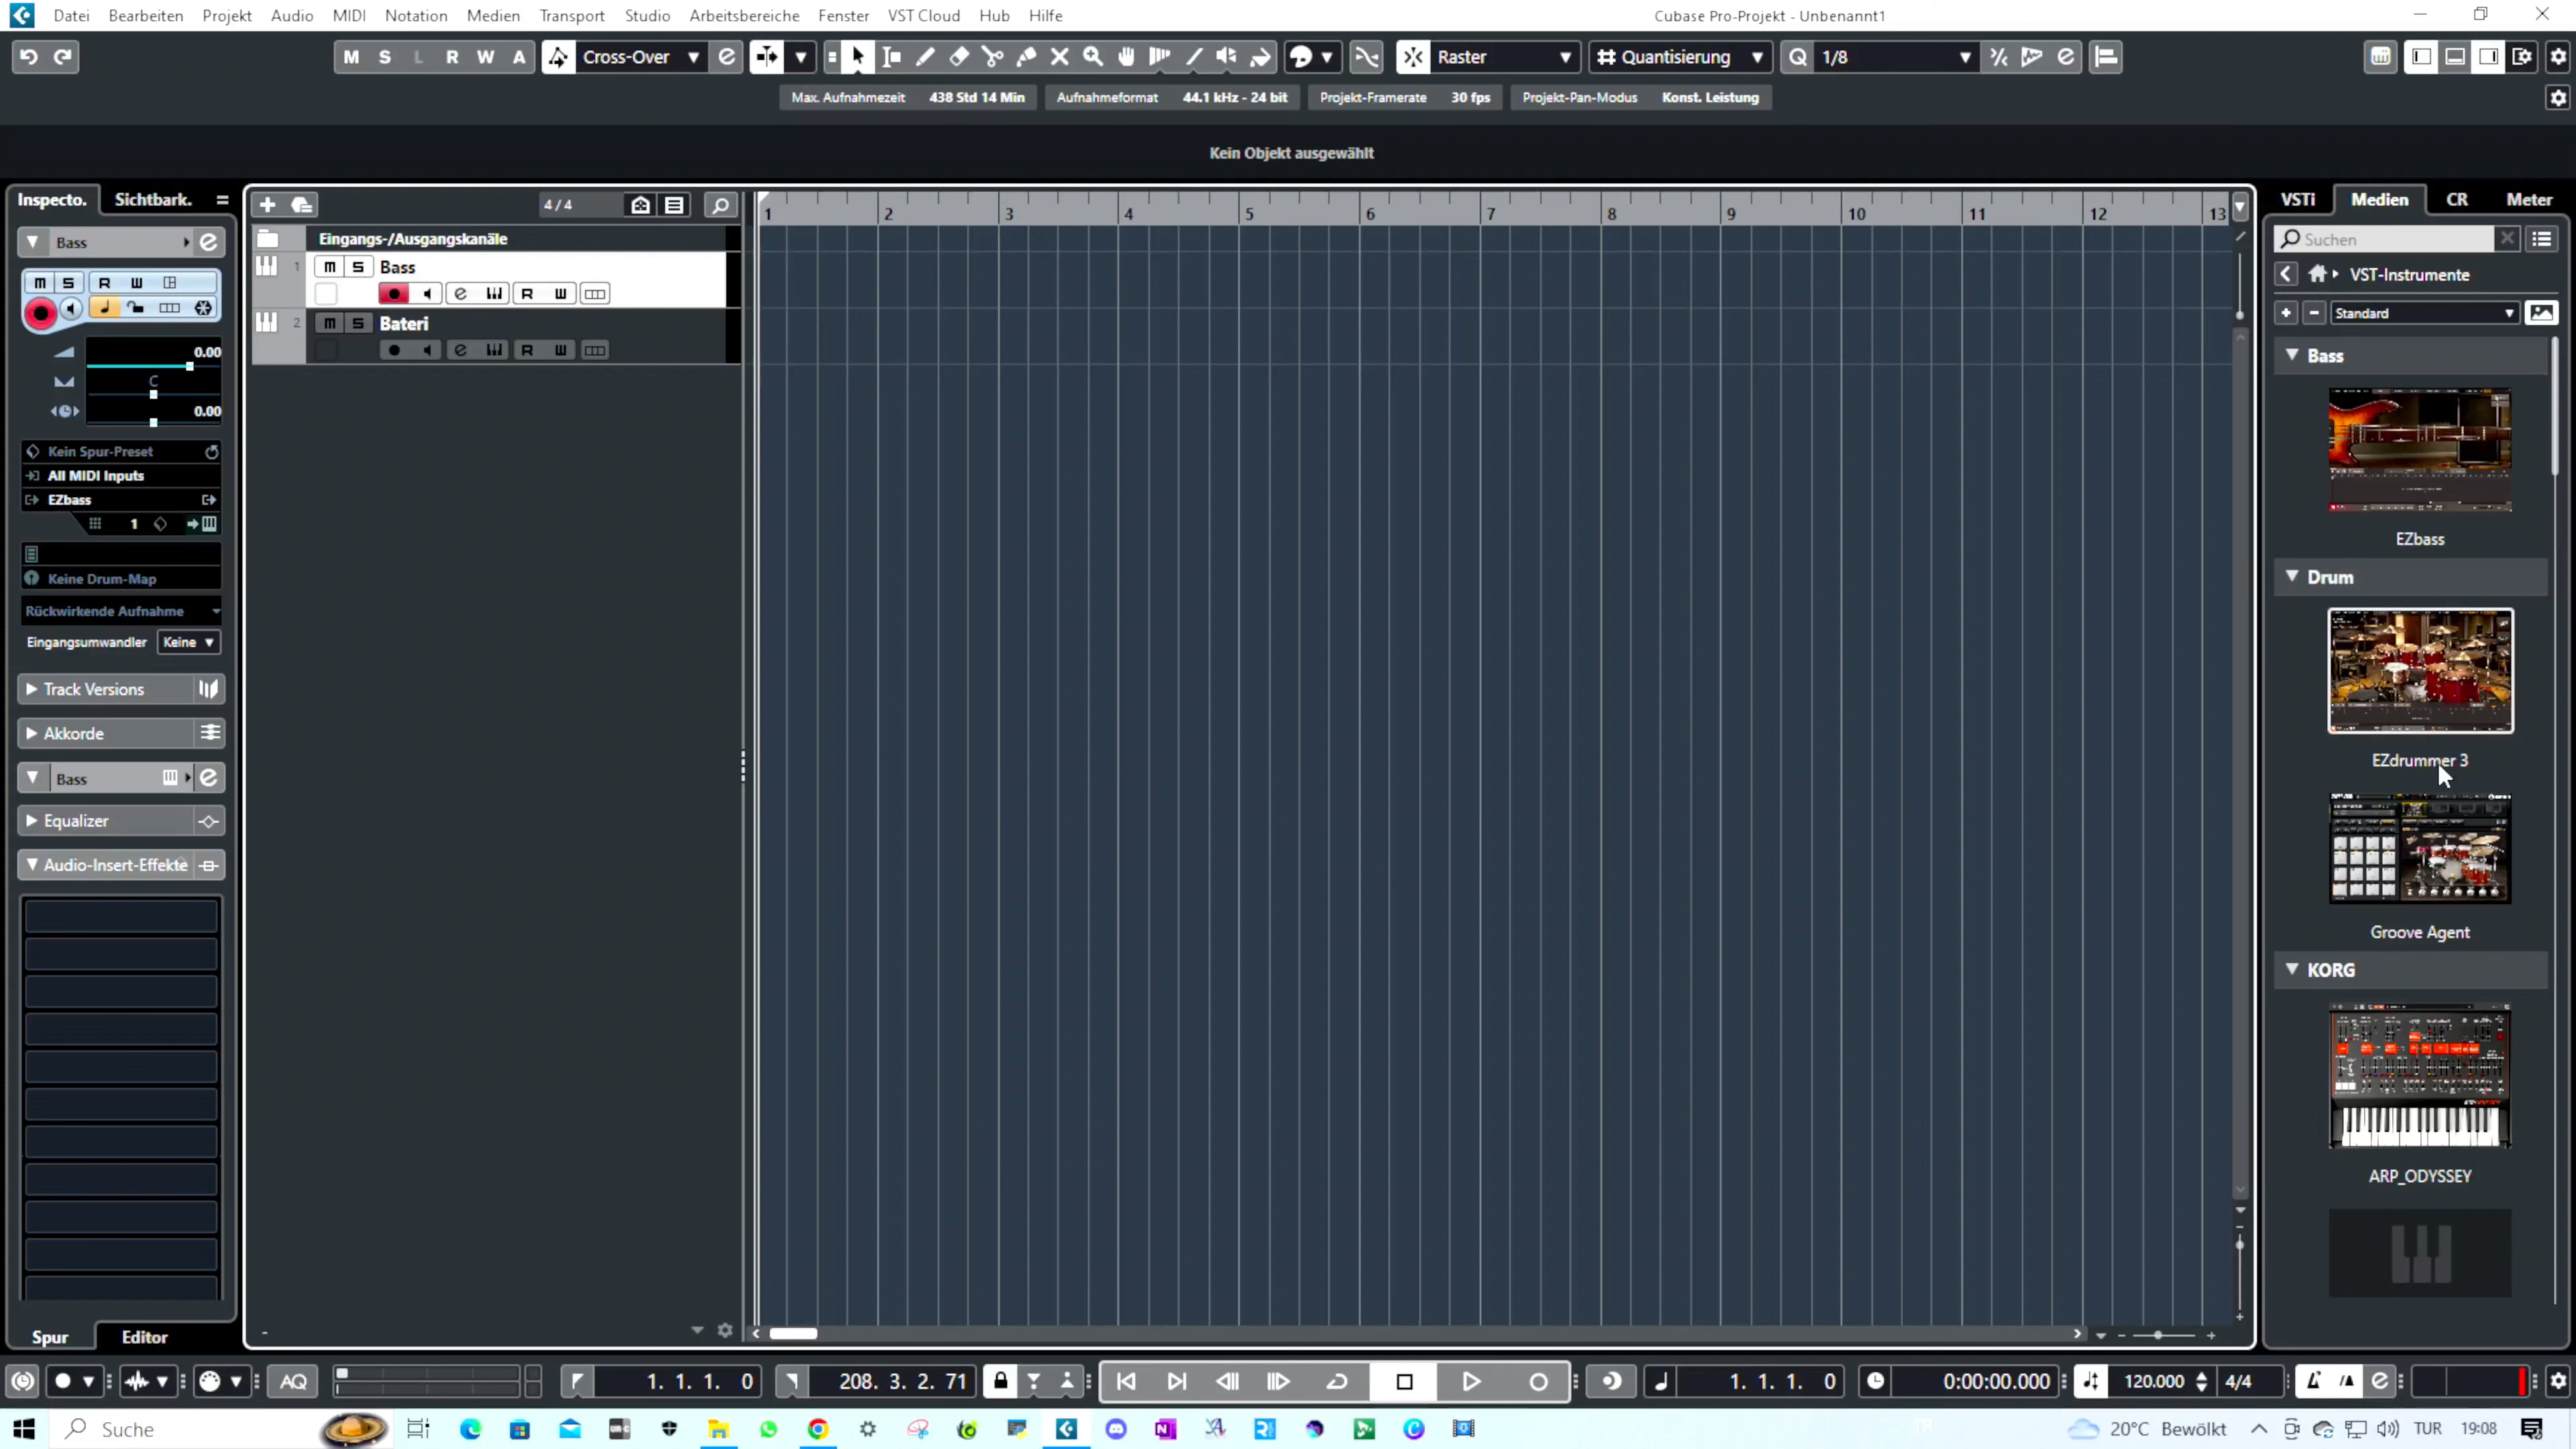 Datei Bearbeiten Projekt Audio MIDI Notation Medien Transport Studio Arbeitsbereiche Fenster VST Cloud Hub Hilfe
Cubase Pro-Projekt - Unbenannt1
M S L R W A Cross-Over Raster Quantisierung Q 1/8
Max. Aufnahmezeit 438 Std 14 Min Aufnahmeformat 44.1 kHz - 24 bit Projekt-Framerate 30 fps Projekt-Pan-Modus Konst. Leistung
Kein Objekt ausgewählt
Inspecto. Sichtbark.
Bass
M S R W
0.00
C
0.00
Kein Spur-Preset
All MIDI Inputs
EZbass
1
Keine Drum-Map
Rückwirkende Aufnahme
Eingangsumwandler Keine
Track Versions
Akkorde
Bass
Equalizer
Audio-Insert-Effekte
Spur Editor
4/4
Eingangs-/Ausgangskanäle
1 m S Bass
R W
2 m S Bateri
R W
1 2 3 4 5 6 7 8 9 10 11 12 13
VSTi Medien CR Meter
Suchen
VST-Instrumente
Standard
Bass
EZbass
Drum
EZdrummer 3
Groove Agent
KORG
ARP_ODYSSEY
AQ 1. 1. 1. 0 208. 3. 2. 71 1. 1. 1. 0 0:00:00.000 120.000 4/4
Suche 20°C Bewölkt TUR 19:08